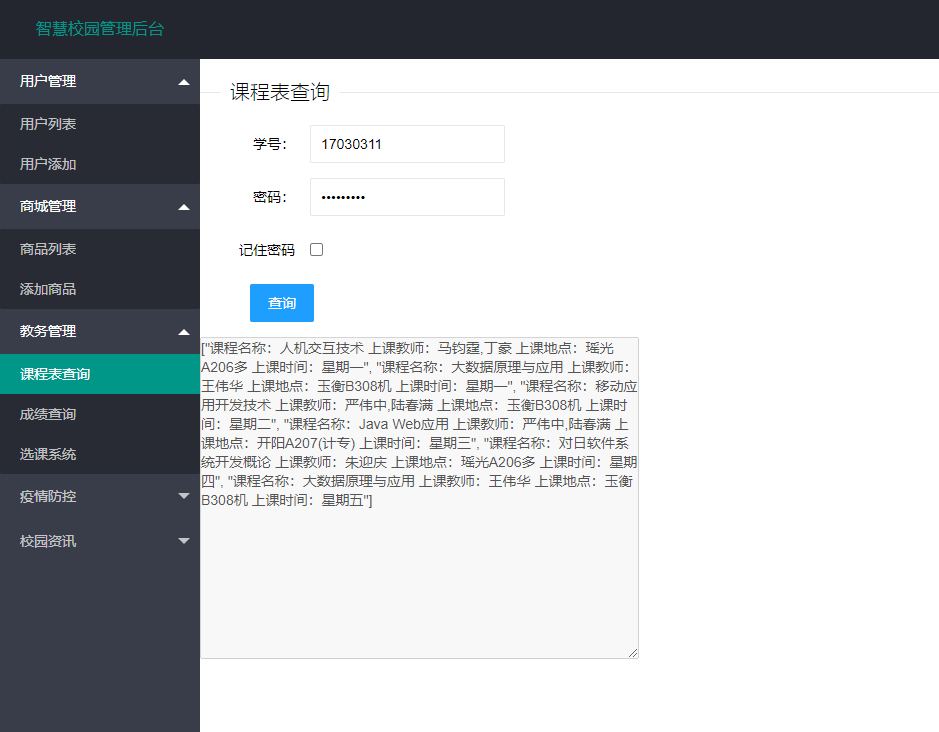 智慧校园管理后台
用户管理
用户列表
用户添加
商城管理
商品列表
添加商品
教务管理
课程表查询
成绩查询
选课系统
疫情防控
校园资讯
课程表查询
学号： 17030311
密码： •••••••••
记住密码
查询
["课程名称：人机交互技术 上课教师：马钧霆,丁豪 上课地点：瑶光
A206多 上课时间：星期一", "课程名称：大数据原理与应用 上课教师：
王伟华 上课地点：玉衡B308机 上课时间：星期一", "课程名称：移动应
用开发技术 上课教师：严伟中,陆春满 上课地点：玉衡B308机 上课时
间：星期二", "课程名称：Java Web应用 上课教师：严伟中,陆春满 上
课地点：开阳A207(计专) 上课时间：星期三", "课程名称：对日软件系
统开发概论 上课教师：朱迎庆 上课地点：瑶光A206多 上课时间：星期
四", "课程名称：大数据原理与应用 上课教师：王伟华 上课地点：玉衡
B308机 上课时间：星期五"]